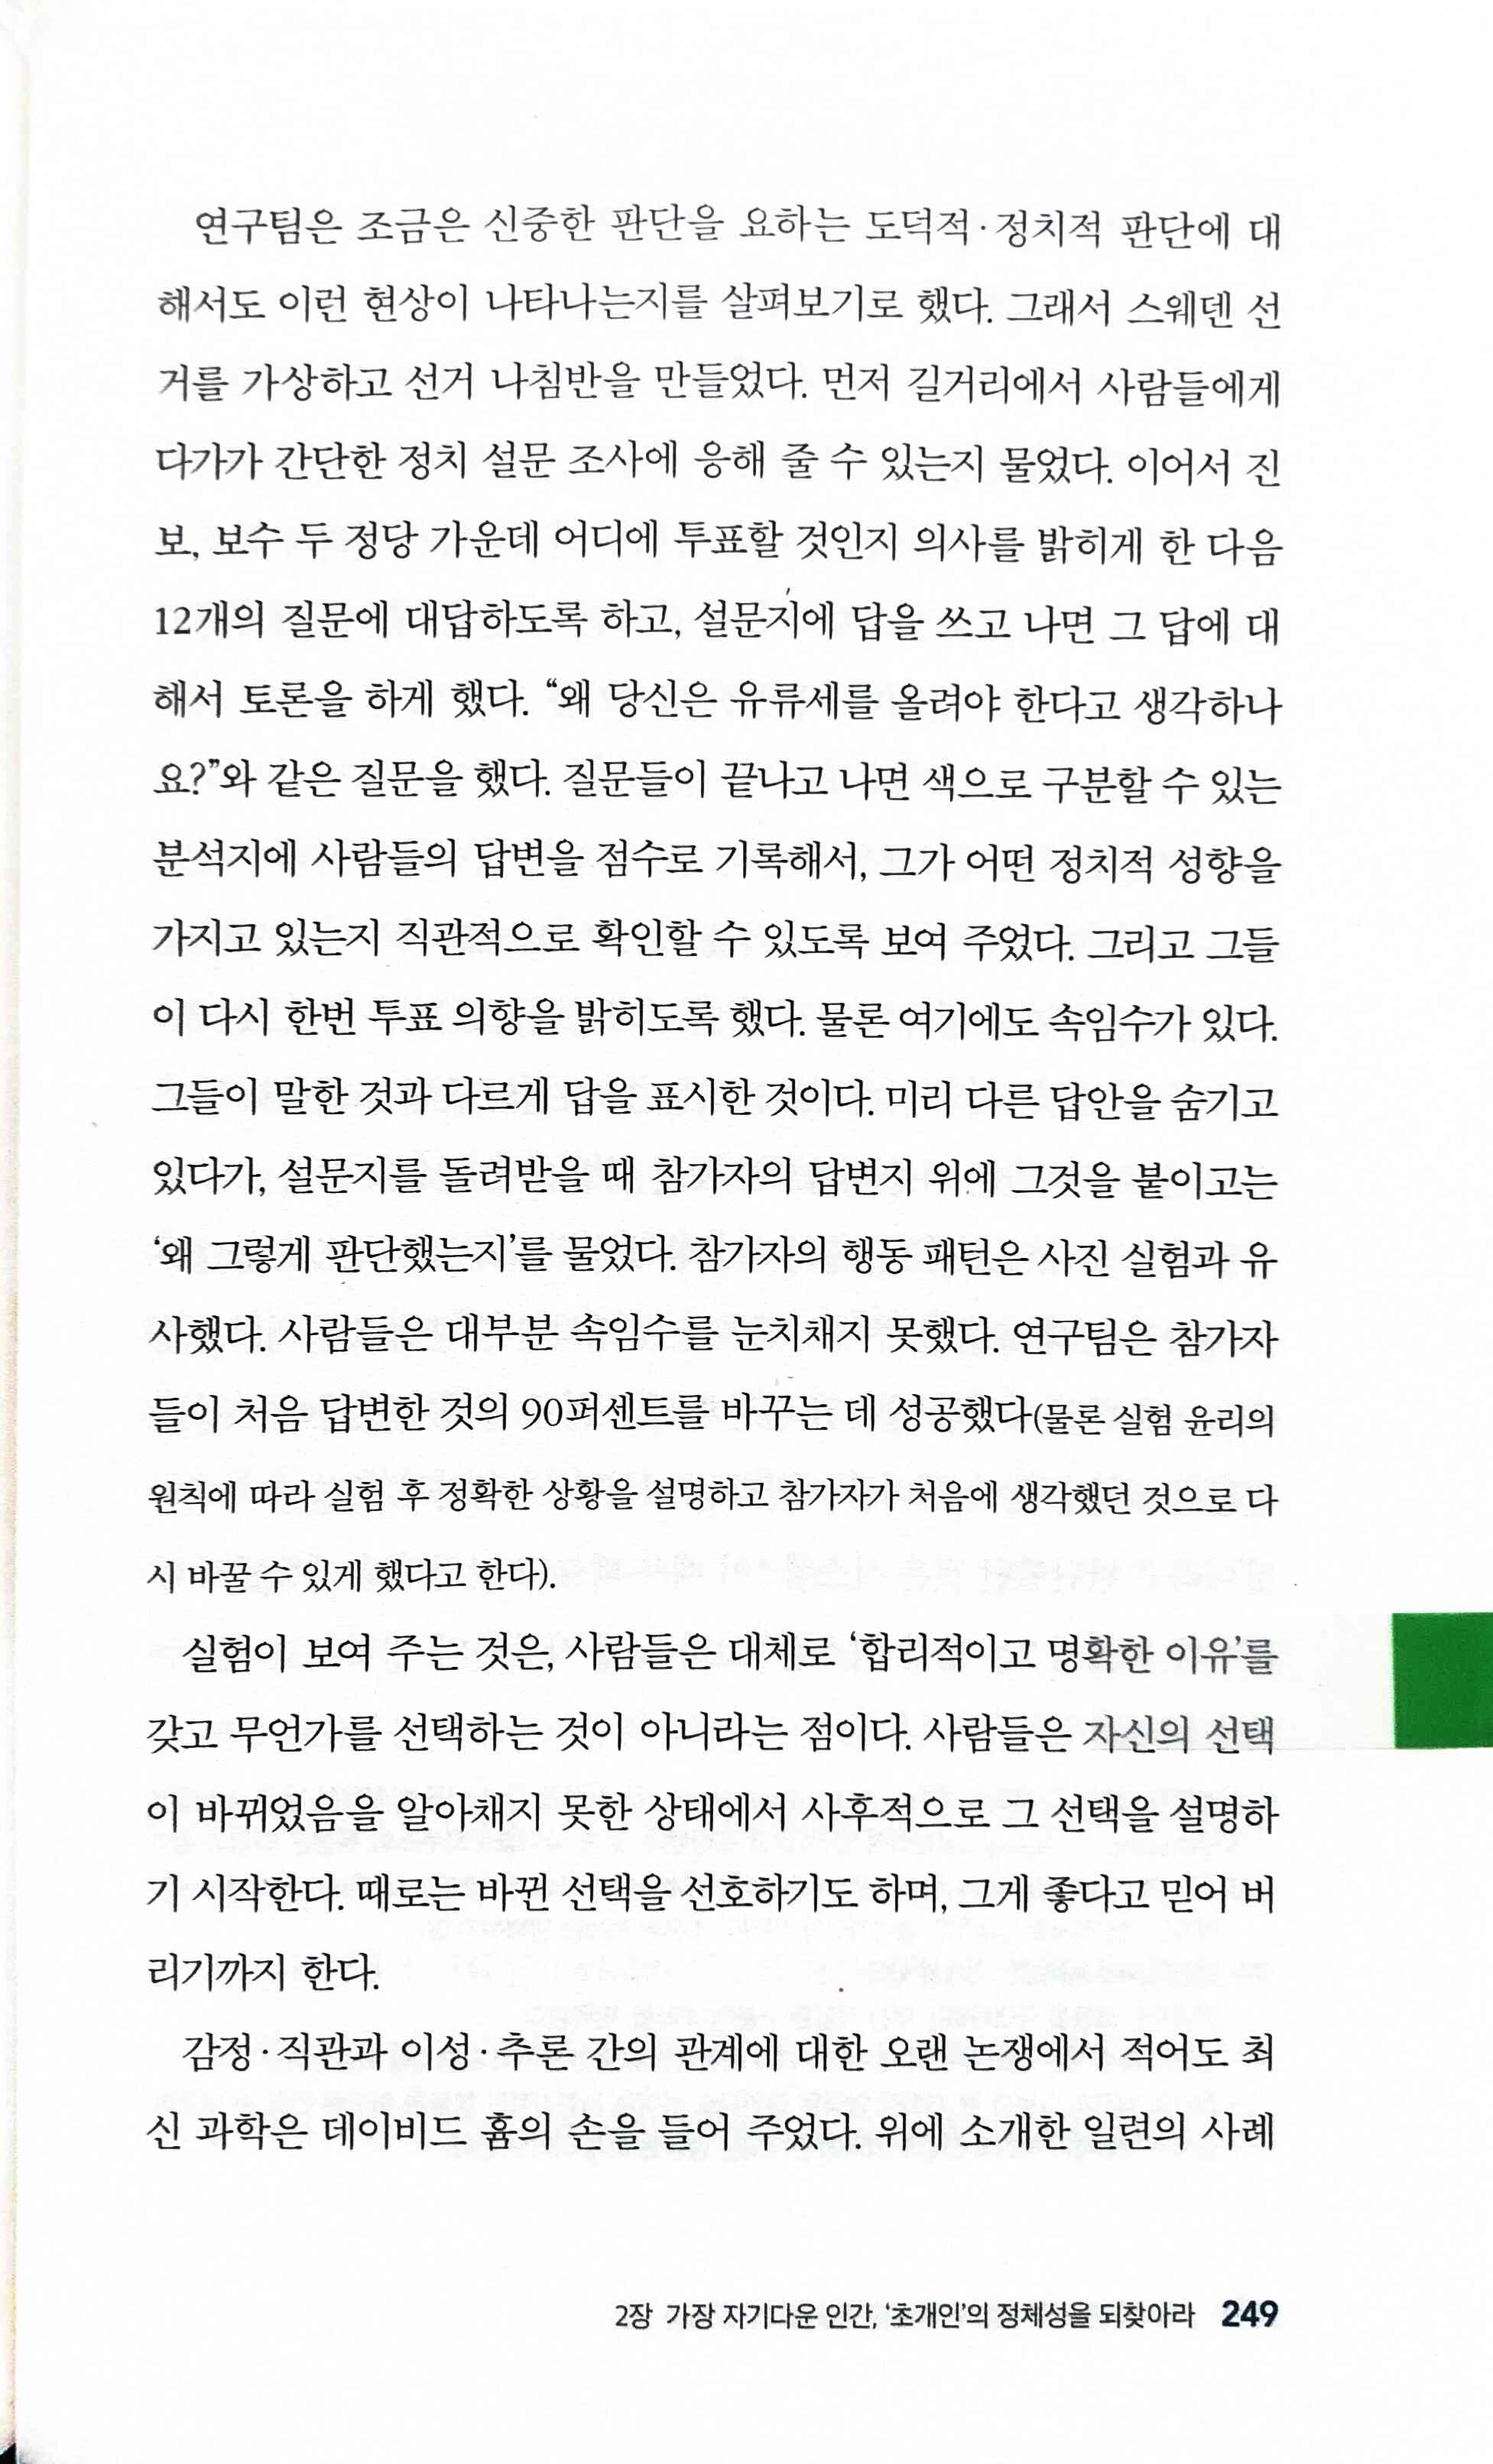 연구팀은 조금은 신중한 판단을 요하는 도덕적·정치적 판단에 대
해서도 이런 현상이 나타나는지를 살펴보기로 했다. 그래서 스웨덴 선
거를 가상하고 선거 나침반을 만들었다. 먼저 길거리에서 사람들에게
다가가 간단한 정치 설문 조사에 응해 줄 수 있는지 물었다. 이어서 진
보, 보수 두 정당 가운데 어디에 투표할 것인지 의사를 밝히게 한 다음
12개의 질문에 대답하도록 하고, 설문지에 답을 쓰고 나면 그 답에 대
해서 토론을 하게 했다. “왜 당신은 유류세를 올려야 한다고 생각하나
요?”와 같은 질문을 했다. 질문들이 끝나고 나면 색으로 구분할 수 있는
분석지에 사람들의 답변을 점수로 기록해서, 그가 어떤 정치적 성향을
가지고 있는지 직관적으로 확인할 수 있도록 보여 주었다. 그리고 그들
이 다시 한번 투표 의향을 밝히도록 했다. 물론 여기에도 속임수가 있다.
그들이 말한 것과 다르게 답을 표시한 것이다. 미리 다른 답안을 숨기고
있다가, 설문지를 돌려받을 때 참가자의 답변지 위에 그것을 붙이고는
‘왜 그렇게 판단했는지’를 물었다. 참가자의 행동 패턴은 사진 실험과 유
사했다. 사람들은 대부분 속임수를 눈치채지 못했다. 연구팀은 참가자
들이 처음 답변한 것의 90퍼센트를 바꾸는 데 성공했다(물론 실험 윤리의
원칙에 따라 실험 후 정확한 상황을 설명하고 참가자가 처음에 생각했던 것으로 다
시 바꿀 수 있게 했다고 한다).
실험이 보여 주는 것은, 사람들은 대체로 ‘합리적이고 명확한 이유’를
갖고 무언가를 선택하는 것이 아니라는 점이다. 사람들은 자신의 선택
이 바뀌었음을 알아채지 못한 상태에서 사후적으로 그 선택을 설명하
기 시작한다. 때로는 바뀐 선택을 선호하기도 하며, 그게 좋다고 믿어 버
리기까지 한다.
감정·직관과 이성·추론 간의 관계에 대한 오랜 논쟁에서 적어도 최
신 과학은 데이비드 흄의 손을 들어 주었다. 위에 소개한 일련의 사례
2장 가장 자기다운 인간, ‘초개인’의 정체성을 되찾아라 249